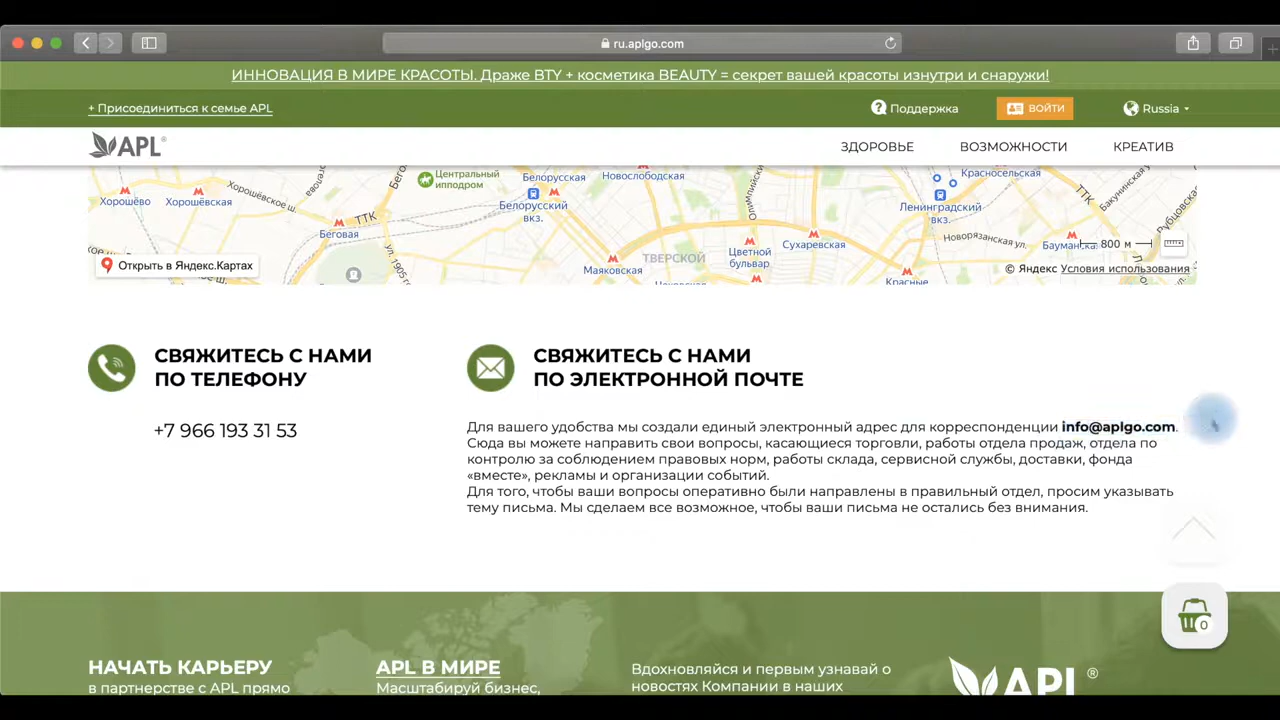 ru.aplgo.com
ИННОВАЦИЯ В МИРЕ КРАСОТЫ. Драже BTY + косметика BEAUTY = секрет вашей красоты изнутри и снаружи!
+ Присоединиться к семье APL
Поддержка
ВОЙТИ
Russia
APL®
ЗДОРОВЬЕ
ВОЗМОЖНОСТИ
КРЕАТИВ
Центральный
ипподром
Белорусская
Новослободская
Красносельская
Хорошёво
Хорошёвская
Хорошёвское ш.
ТТК
Беговая
Белорусский
вкз.
Ленинградский
вкз.
ТТК
Цветной
бульвар
Сухаревская
Новорязанская ул.
800 м
Маяковская
ТВЕРСКОЙ
Красные
ул. 1905
Открыть в Яндекс.Картах
© Яндекс Условия использования
СВЯЖИТЕСЬ С НАМИ
ПО ТЕЛЕФОНУ
+7 966 193 31 53
СВЯЖИТЕСЬ С НАМИ
ПО ЭЛЕКТРОННОЙ ПОЧТЕ
Для вашего удобства мы создали единый электронный адрес для корреспонденции info@aplgo.com.
Сюда вы можете направить свои вопросы, касающиеся торговли, работы отдела продаж, отдела по
контролю за соблюдением правовых норм, работы склада, сервисной службы, доставки, фонда
«вместе», рекламы и организации событий.
Для того, чтобы ваши вопросы оперативно были направлены в правильный отдел, просим указывать
тему письма. Мы сделаем все возможное, чтобы ваши письма не остались без внимания.
0
НАЧАТЬ КАРЬЕРУ
в партнерстве с APL прямо
APL В МИРЕ
Масштабируй бизнес,
Вдохновляйся и первым узнавай о
новостях Компании в наших
APL®